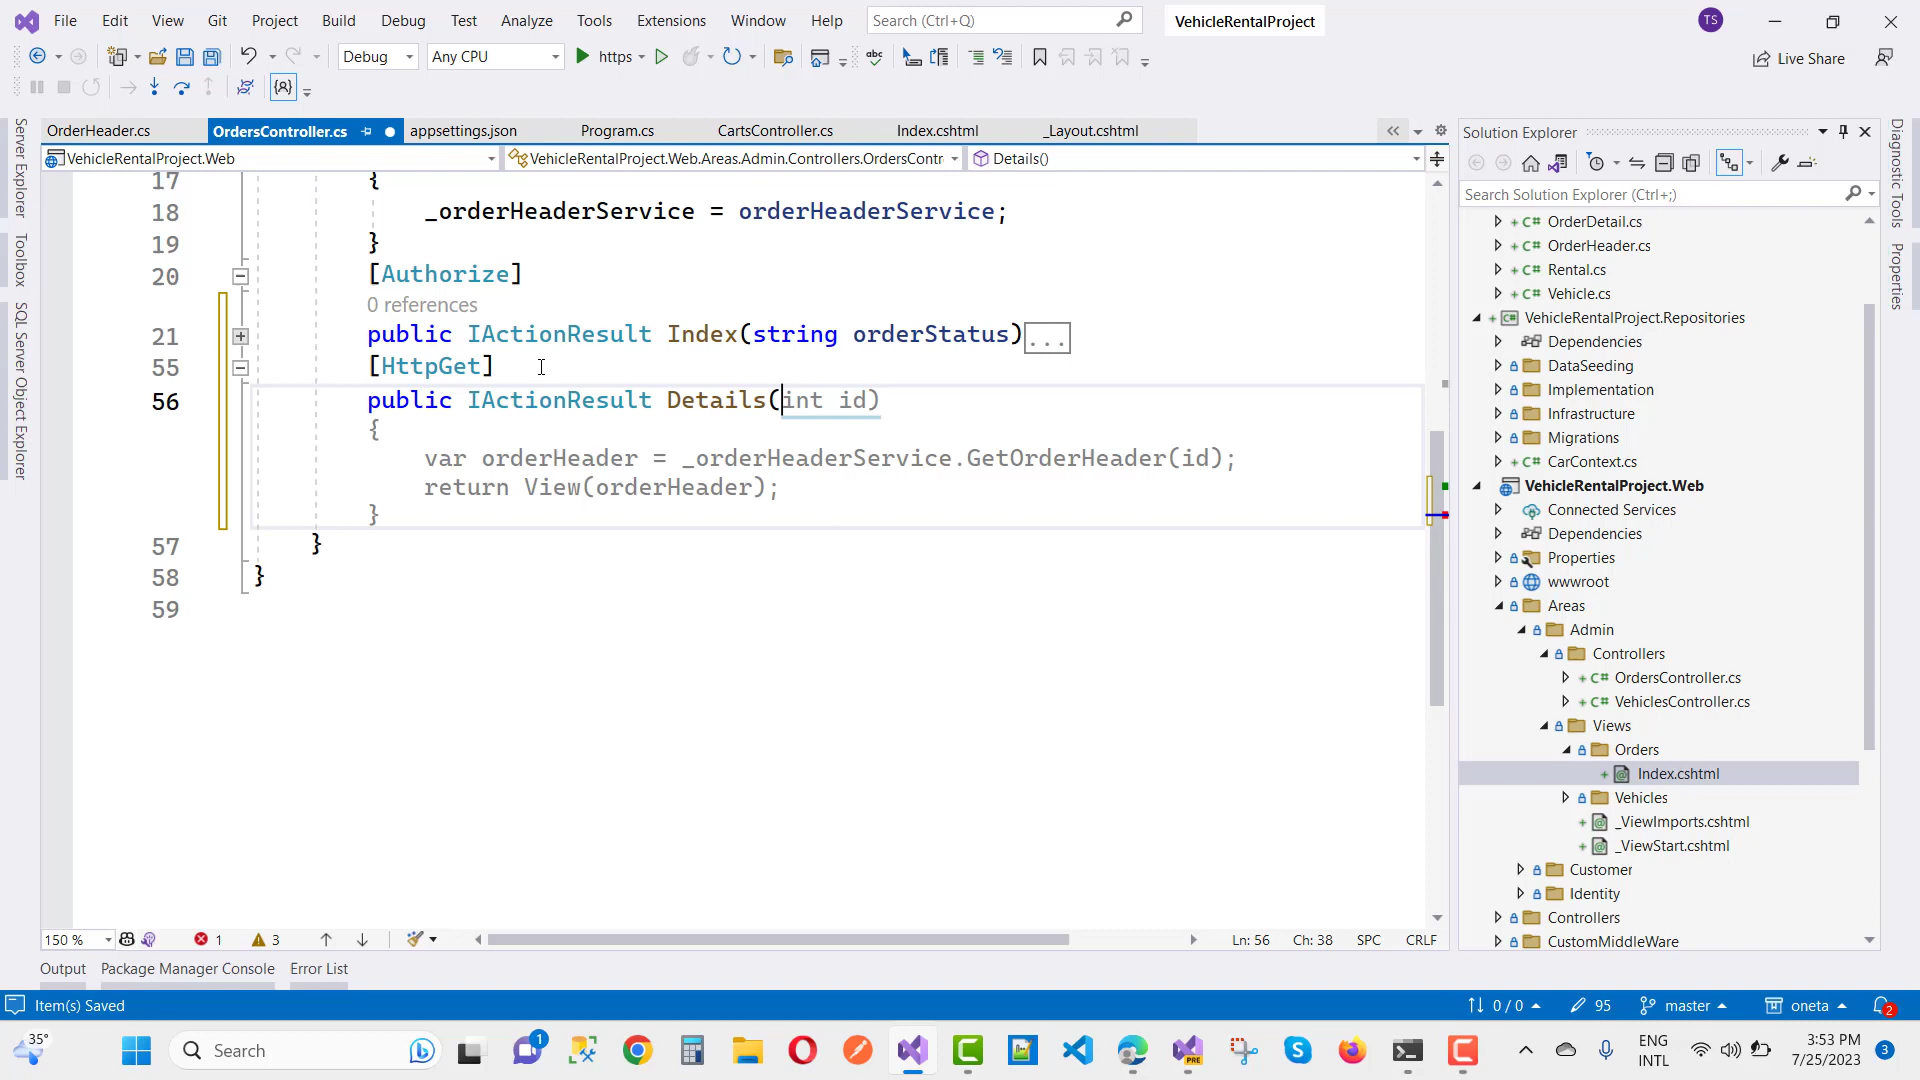 File Edit View Git Project Build Debug Test Analyze Tools Extensions Window Help Search (Ctrl+Q) VehicleRentalProject TS
Debug Any CPU https Live Share
OrderHeader.cs OrdersController.cs appsettings.json Program.cs CartsController.cs Index.cshtml _Layout.cshtml
VehicleRentalProject.Web VehicleRentalProject.Web.Areas.Admin.Controllers.OrdersContr Details()
17 {
18 _orderHeaderService = orderHeaderService;
19 }
20 [Authorize]
0 references
21 public IActionResult Index(string orderStatus)...
55 [HttpGet]
56 public IActionResult Details(int id)
{
var orderHeader = _orderHeaderService.GetOrderHeader(id);
return View(orderHeader);
}
57 }
58 }
59
150 % 1 3 Ln: 56 Ch: 38 SPC CRLF
Output Package Manager Console Error List
Server Explorer
Toolbox
SQL Server Object Explorer
Solution Explorer
Search Solution Explorer (Ctrl+;)
C# OrderDetail.cs
C# OrderHeader.cs
C# Rental.cs
C# Vehicle.cs
VehicleRentalProject.Repositories
Dependencies
DataSeeding
Implementation
Infrastructure
Migrations
C# CarContext.cs
VehicleRentalProject.Web
Connected Services
Dependencies
Properties
wwwroot
Areas
Admin
Controllers
C# OrdersController.cs
C# VehiclesController.cs
Views
Orders
Index.cshtml
Vehicles
_ViewImports.cshtml
_ViewStart.cshtml
Customer
Identity
Controllers
CustomMiddleWare
Diagnostic Tools
Properties
Item(s) Saved 0 / 0 95 master oneta 2
35° Search 1 PRE ENG
INTL 3:53 PM
7/25/2023 3